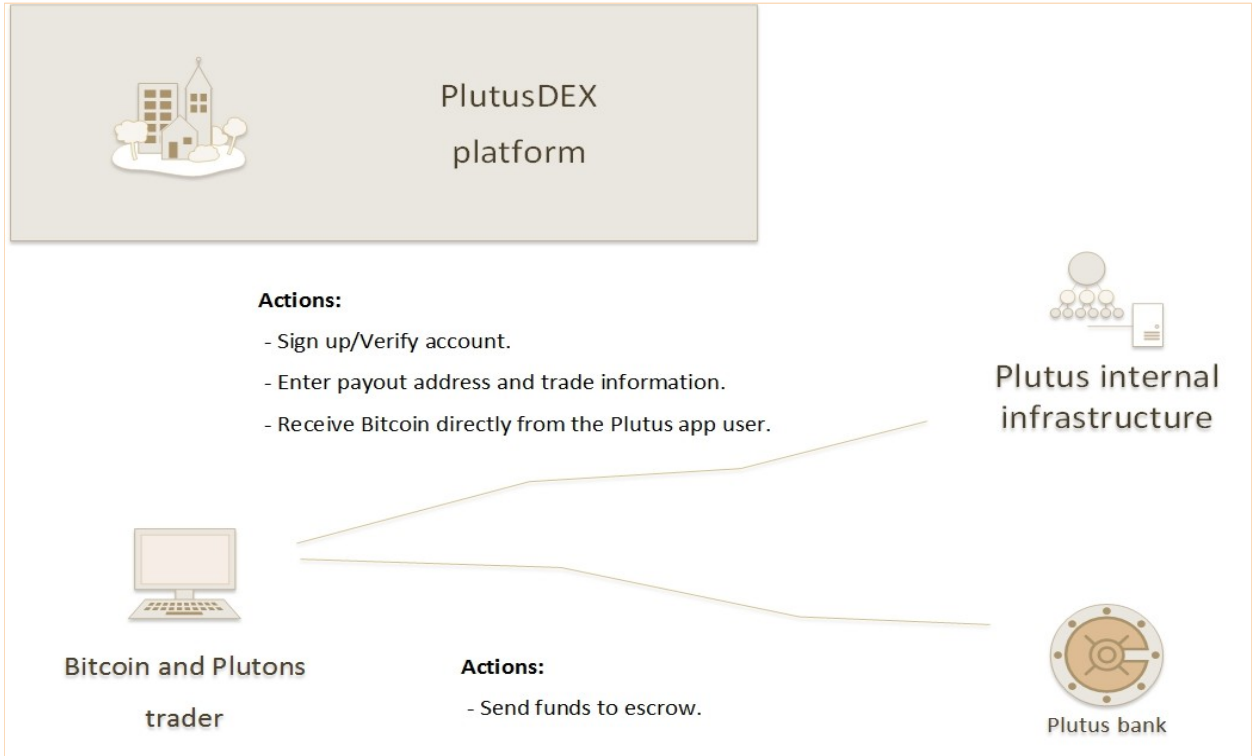 PlutusDEX
platform
Actions:
- Sign up/Verify account.
- Enter payout address and trade information.
- Receive Bitcoin directly from the Plutus app user.
Plutus internal
infrastructure
Bitcoin and Plutons
trader
Actions:
- Send funds to escrow.
Plutus bank